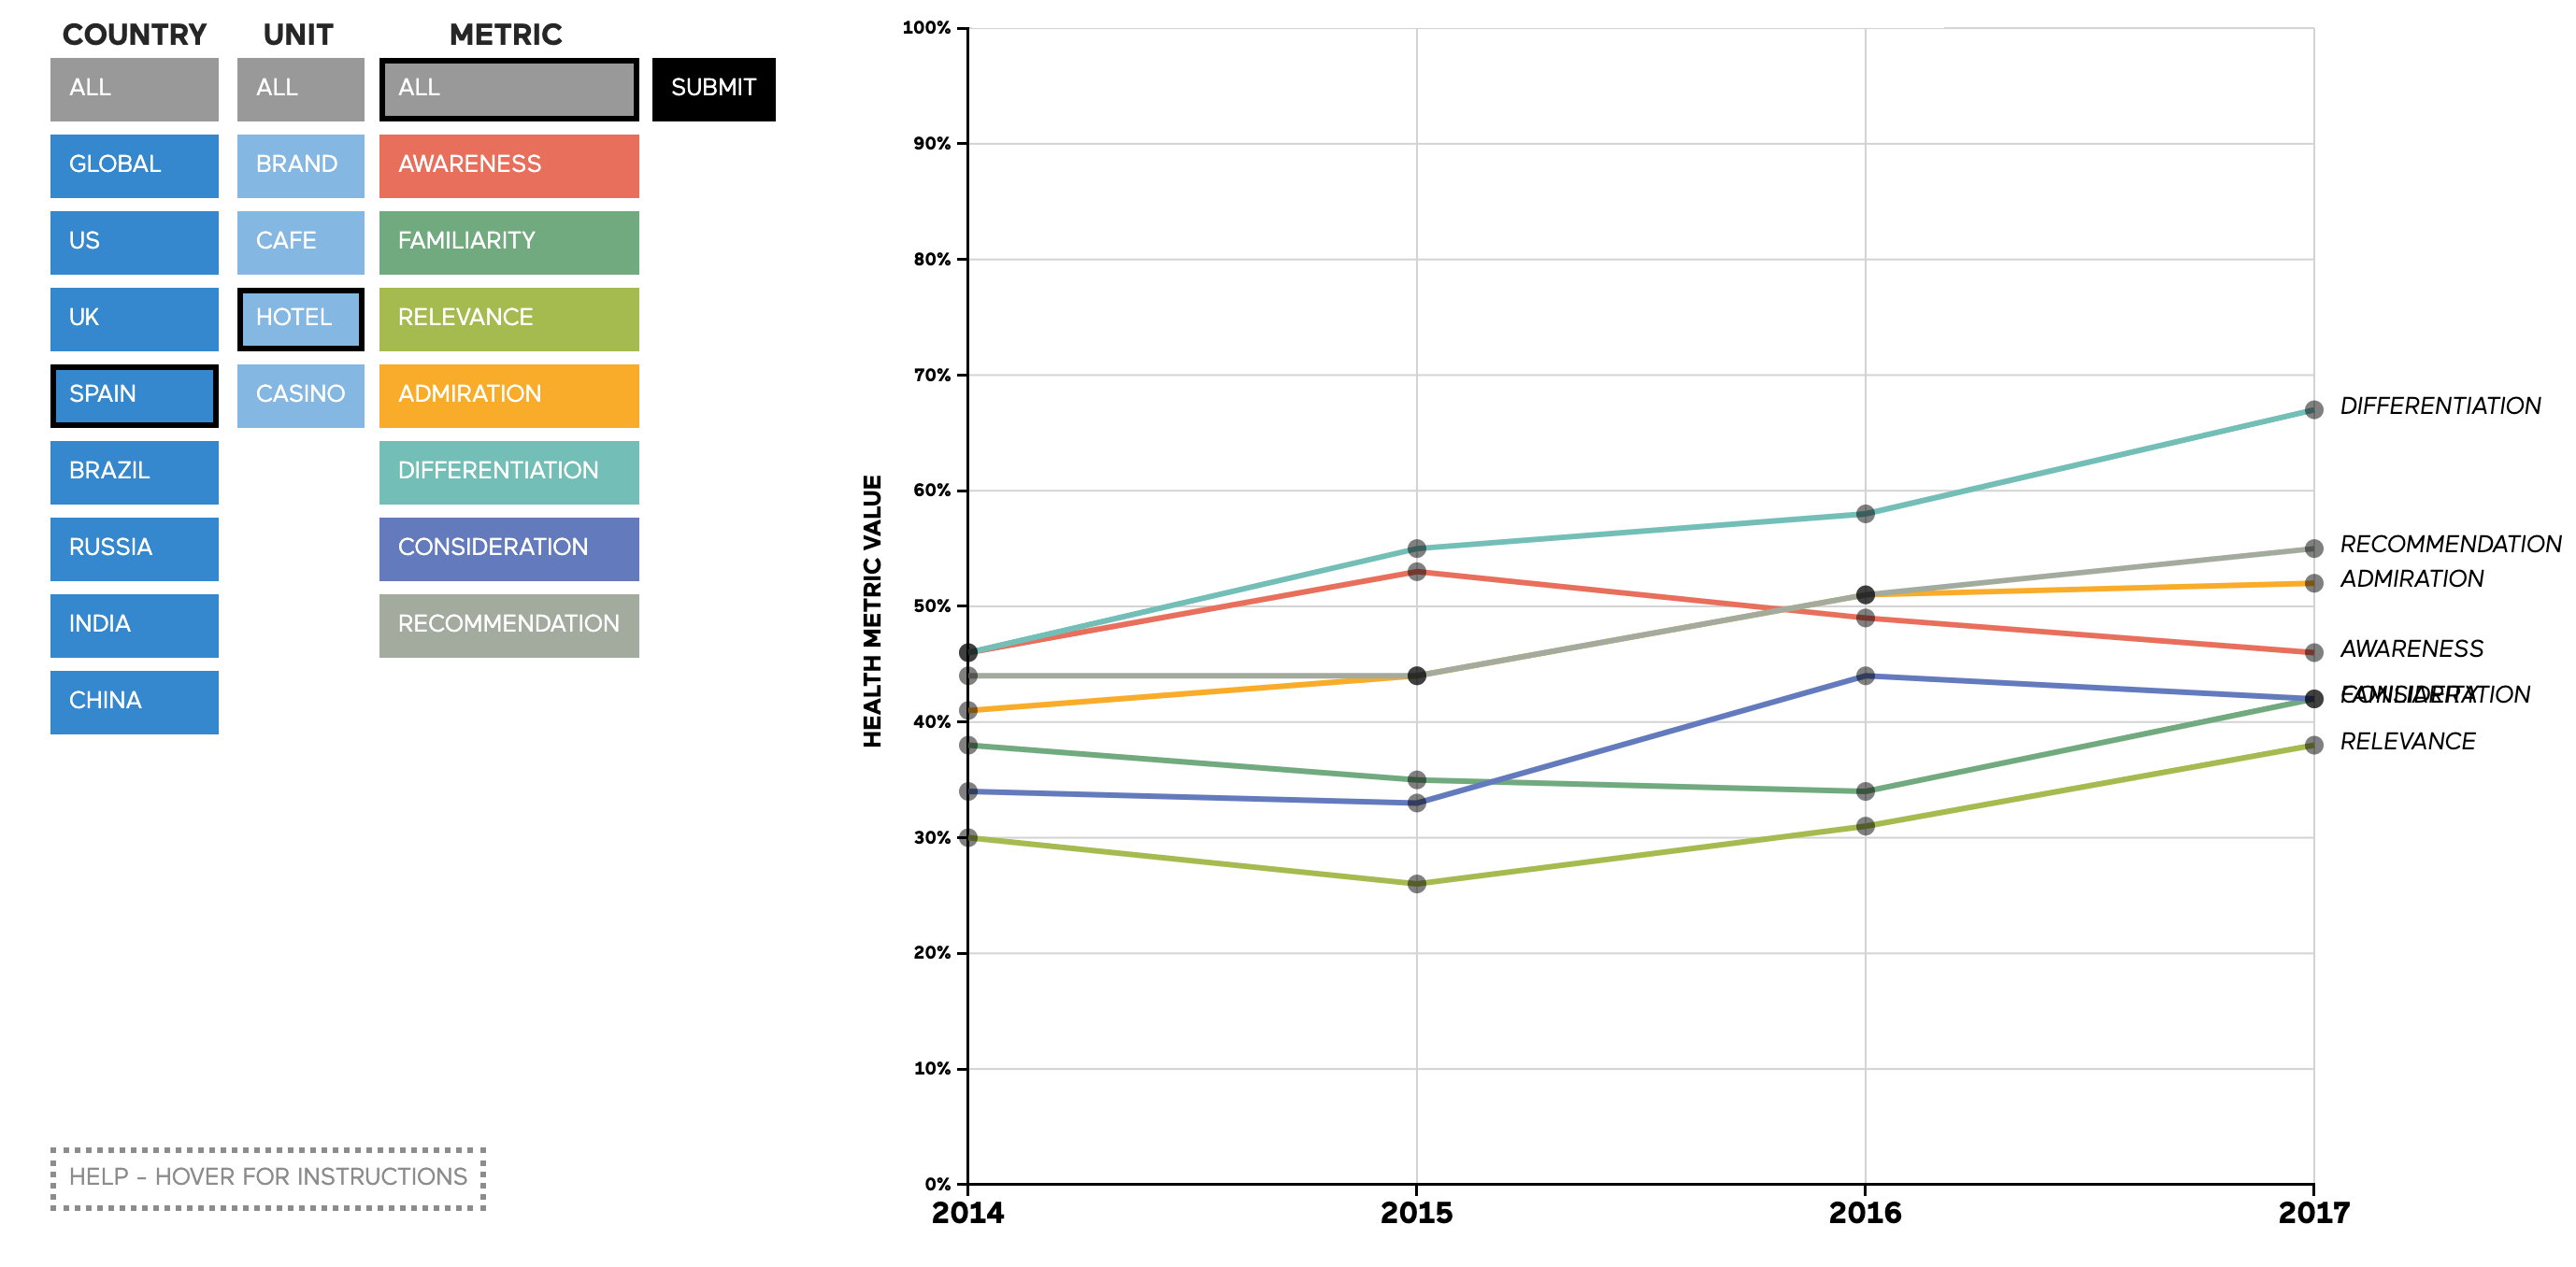 COUNTRY
ALL
GLOBAL
US
UK
SPAIN
BRAZIL
RUSSIA
INDIA
CHINA
UNIT
ALL
BRAND
CAFE
HOTEL
CASINO
METRIC
ALL
AWARENESS
FAMILIARITY
RELEVANCE
ADMIRATION
DIFFERENTIATION
CONSIDERATION
RECOMMENDATION
SUBMIT
HELP - HOVER FOR INSTRUCTIONS
HEALTH METRIC VALUE
100%
90%
80%
70%
60%
50%
40%
30%
20%
10%
0%
2014
2015
2016
2017
DIFFERENTIATION
RECOMMENDATION
ADMIRATION
AWARENESS
FAMILIARITY
CONSIDERATION
RELEVANCE